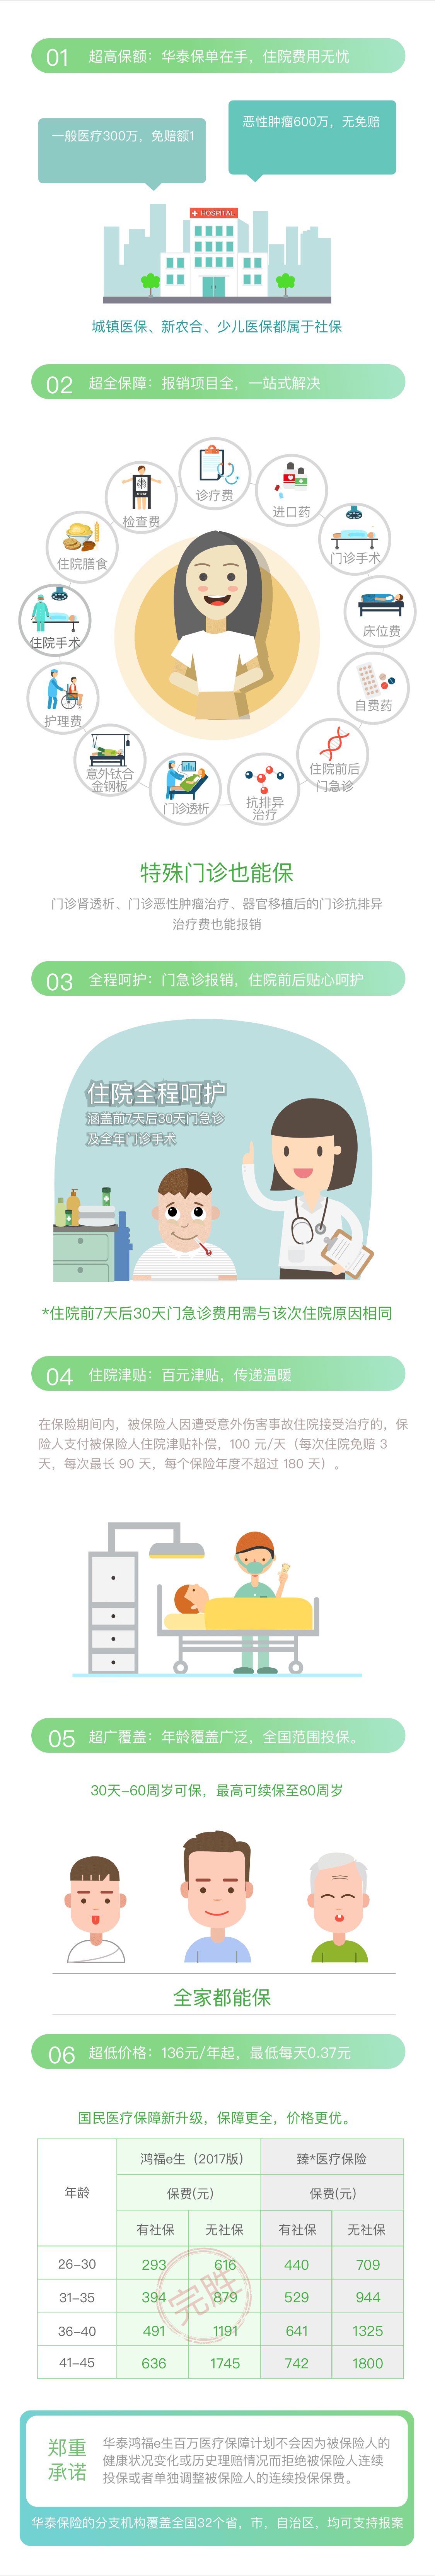 01 超高保额：华泰保单在手，住院费用无忧
一般医疗300万，免赔额1
恶性肿瘤600万，无免赔
HOSPITAL
城镇医保、新农合、少儿医保都属于社保
02 超全保障：报销项目全，一站式解决
诊疗费
检查费
进口药
住院膳食
门诊手术
住院手术
床位费
护理费
自费药
意外钛合
金钢板
住院前后
门急诊
门诊透析
抗排异
治疗
特殊门诊也能保
门诊肾透析、门诊恶性肿瘤治疗、器官移植后的门诊抗排异
治疗费也能报销
03 全程呵护：门急诊报销，住院前后贴心呵护
住院全程呵护
涵盖前7天后30天门急诊
及全年门诊手术
*住院前7天后30天门急诊费用需与该次住院原因相同
04 住院津贴：百元津贴，传递温暖
在保险期间内，被保险人因遭受意外伤害事故住院接受治疗的，保
险人支付被保险人住院津贴补偿，100 元/天（每次住院免赔 3
天，每次最长 90 天，每个保险年度不超过 180 天）。
05 超广覆盖：年龄覆盖广泛，全国范围投保。
30天-60周岁可保，最高可续保至80周岁
全家都能保
06 超低价格：136元/年起，最低每天0.37元
国民医疗保障新升级，保障更全，价格更优。
年龄 鸿福e生（2017版） 臻*医疗保险
保费(元) 保费(元)
有社保 无社保 有社保 无社保
26-30 293 616 440 709
31-35 394 879 529 944
36-40 491 1191 641 1325
41-45 636 1745 742 1800
完胜
郑重
承诺
华泰鸿福e生百万医疗保障计划不会因为被保险人的
健康状况变化或历史理赔情况而拒绝被保险人连续
投保或者单独调整被保险人的连续投保保费。
华泰保险的分支机构覆盖全国32个省，市，自治区，均可支持报案